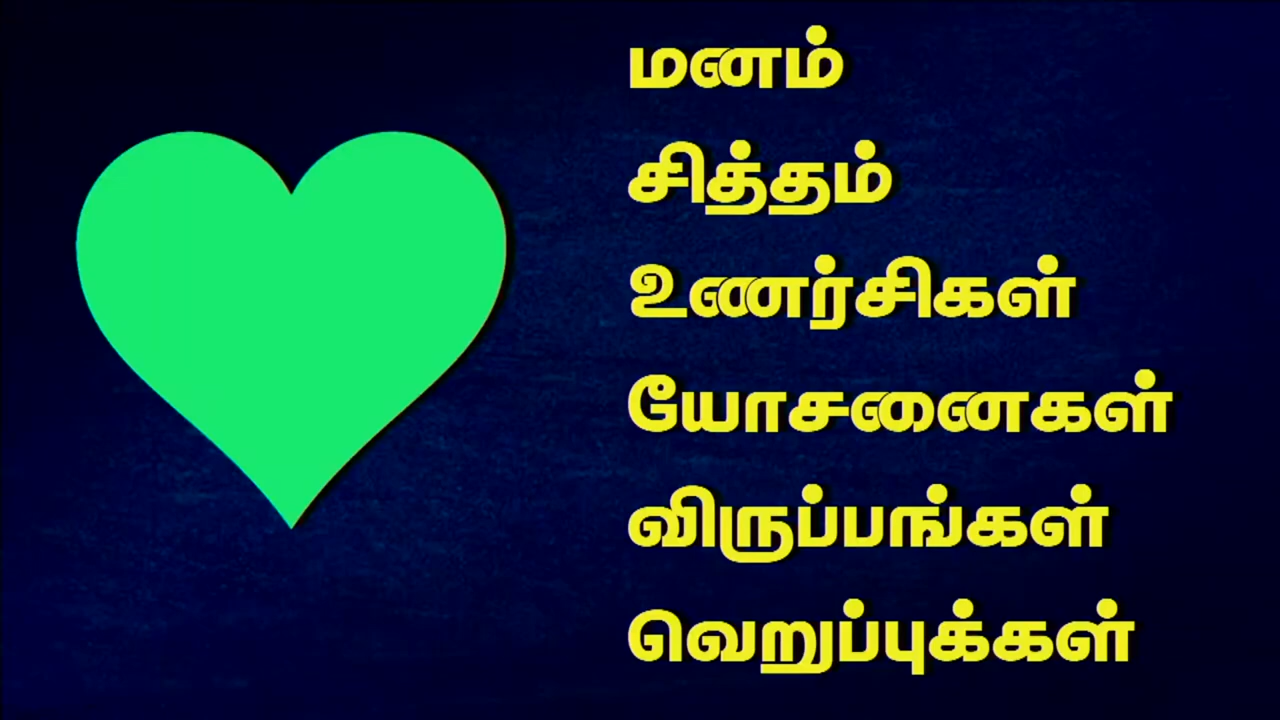 மனம்
சித்தம்
உணர்சிகள்
யோசனைகள்
விருப்பங்கள்
வெறுப்புக்கள்